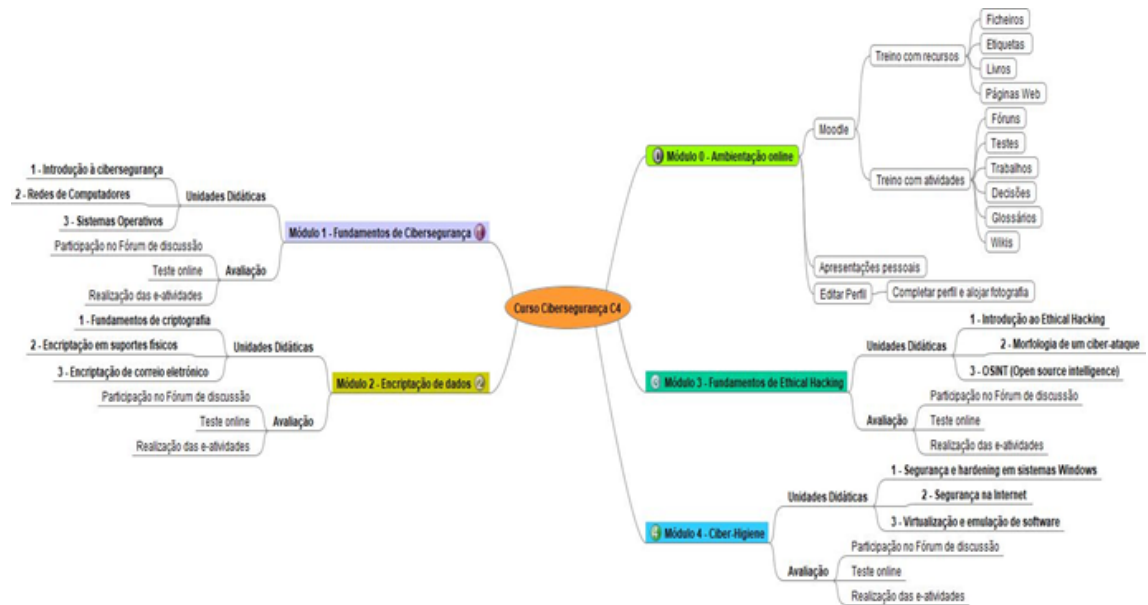 Curso Cibersegurança C4
Módulo 0 - Ambientação online
Moodle
Treino com recursos
Ficheiros
Etiquetas
Livros
Páginas Web
Treino com atividades
Fóruns
Testes
Trabalhos
Decisões
Glossários
Wikis
Apresentações pessoais
Editar Perfil
Completar perfil e alojar fotografia
Módulo 1 - Fundamentos de Cibersegurança
Unidades Didáticas
1 - Introdução à cibersegurança
2 - Redes de Computadores
3 - Sistemas Operativos
Avaliação
Participação no Fórum de discussão
Teste online
Realização das e-atividades
Módulo 2 - Encriptação de dados
Unidades Didáticas
1 - Fundamentos de criptografia
2 - Encriptação em suportes físicos
3 - Encriptação de correio eletrónico
Avaliação
Participação no Fórum de discussão
Teste online
Realização das e-atividades
Módulo 3 - Fundamentos de Ethical Hacking
Unidades Didáticas
1 - Introdução ao Ethical Hacking
2 - Morfologia de um ciber-ataque
3 - OSINT (Open source intelligence)
Avaliação
Participação no Fórum de discussão
Teste online
Realização das e-atividades
Módulo 4 - Ciber-Higiene
Unidades Didáticas
1 - Segurança e hardening em sistemas Windows
2 - Segurança na Internet
3 - Virtualização e emulação de software
Avaliação
Participação no Fórum de discussão
Teste online
Realização das e-atividades